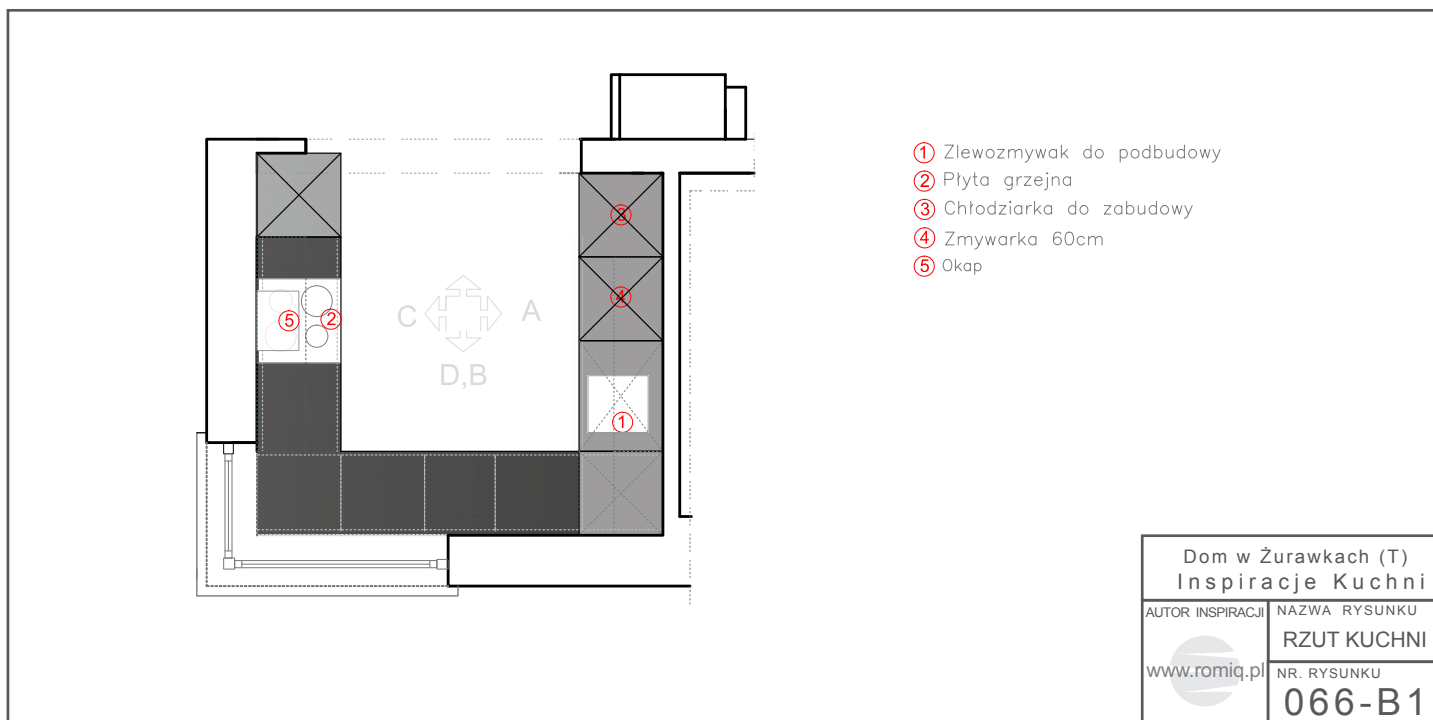 ① Zlewozmywak do podbudowy
② Płyta grzejna
③ Chłodziarka do zabudowy
④ Zmywarka 60cm
⑤ Okap
3
4
5 2
1
C A
D,B
Dom w Żurawkach (T)
Inspiracje Kuchni
AUTOR INSPIRACJI
www.romiq.pl
NAZWA RYSUNKU
RZUT KUCHNI
NR. RYSUNKU
066-B1